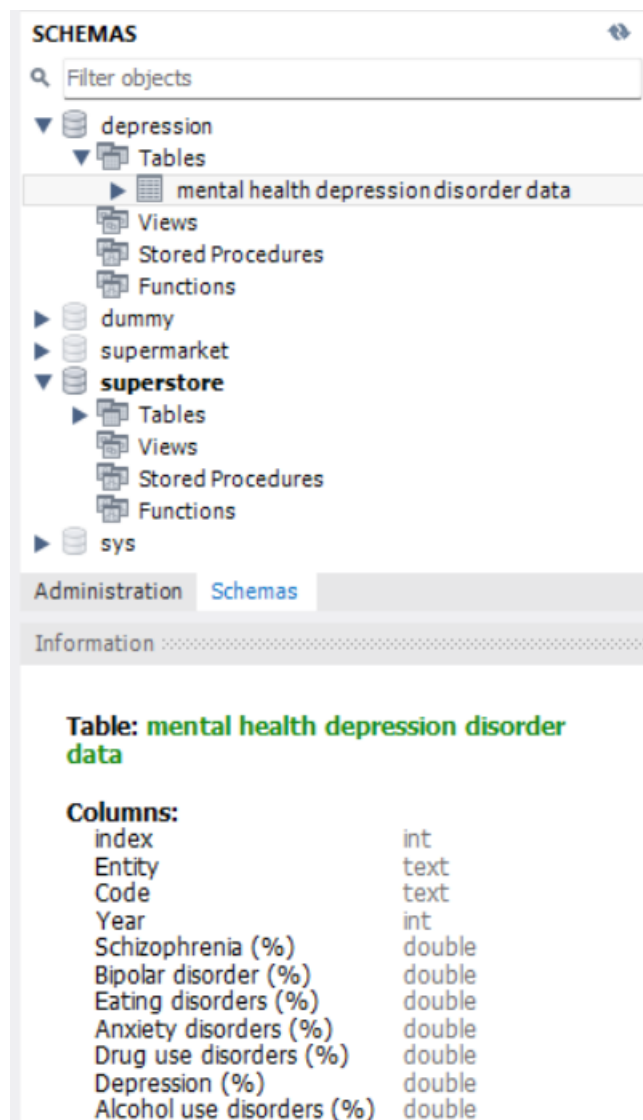 SCHEMAS
Filter objects
depression
Tables
mental health depression disorder data
Views
Stored Procedures
Functions
dummy
supermarket
superstore
Tables
Views
Stored Procedures
Functions
sys
Administration Schemas
Information
Table: mental health depression disorder
data
Columns:
index int
Entity text
Code text
Year int
Schizophrenia (%) double
Bipolar disorder (%) double
Eating disorders (%) double
Anxiety disorders (%) double
Drug use disorders (%) double
Depression (%) double
Alcohol use disorders (%) double